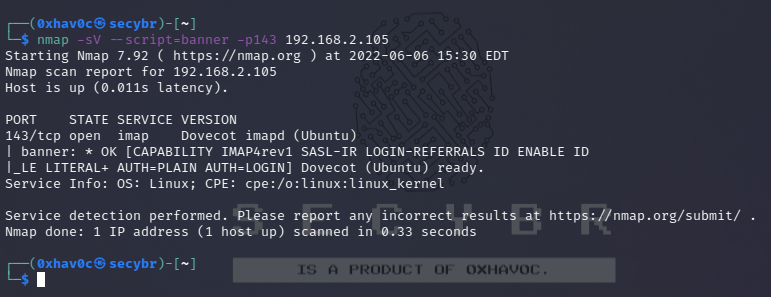 ┌──(0xhav0c㉿secybr)-[~]
└─$ nmap -sV --script=banner -p143 192.168.2.105
Starting Nmap 7.92 ( https://nmap.org ) at 2022-06-06 15:30 EDT
Nmap scan report for 192.168.2.105
Host is up (0.011s latency).
PORT    STATE SERVICE VERSION
143/tcp open  imap    Dovecot imapd (Ubuntu)
| banner: * OK [CAPABILITY IMAP4rev1 SASL-IR LOGIN-REFERRALS ID ENABLE ID
|_LE LITERAL+ AUTH=PLAIN AUTH=LOGIN] Dovecot (Ubuntu) ready.
Service Info: OS: Linux; CPE: cpe:/o:linux:linux_kernel
Service detection performed. Please report any incorrect results at https://nmap.org/submit/ .
Nmap done: 1 IP address (1 host up) scanned in 0.33 seconds
SECYBR
┌──(0xhav0c㉿secybr)-[~]
└─$
IS A PRODUCT OF 0XHAV0C.